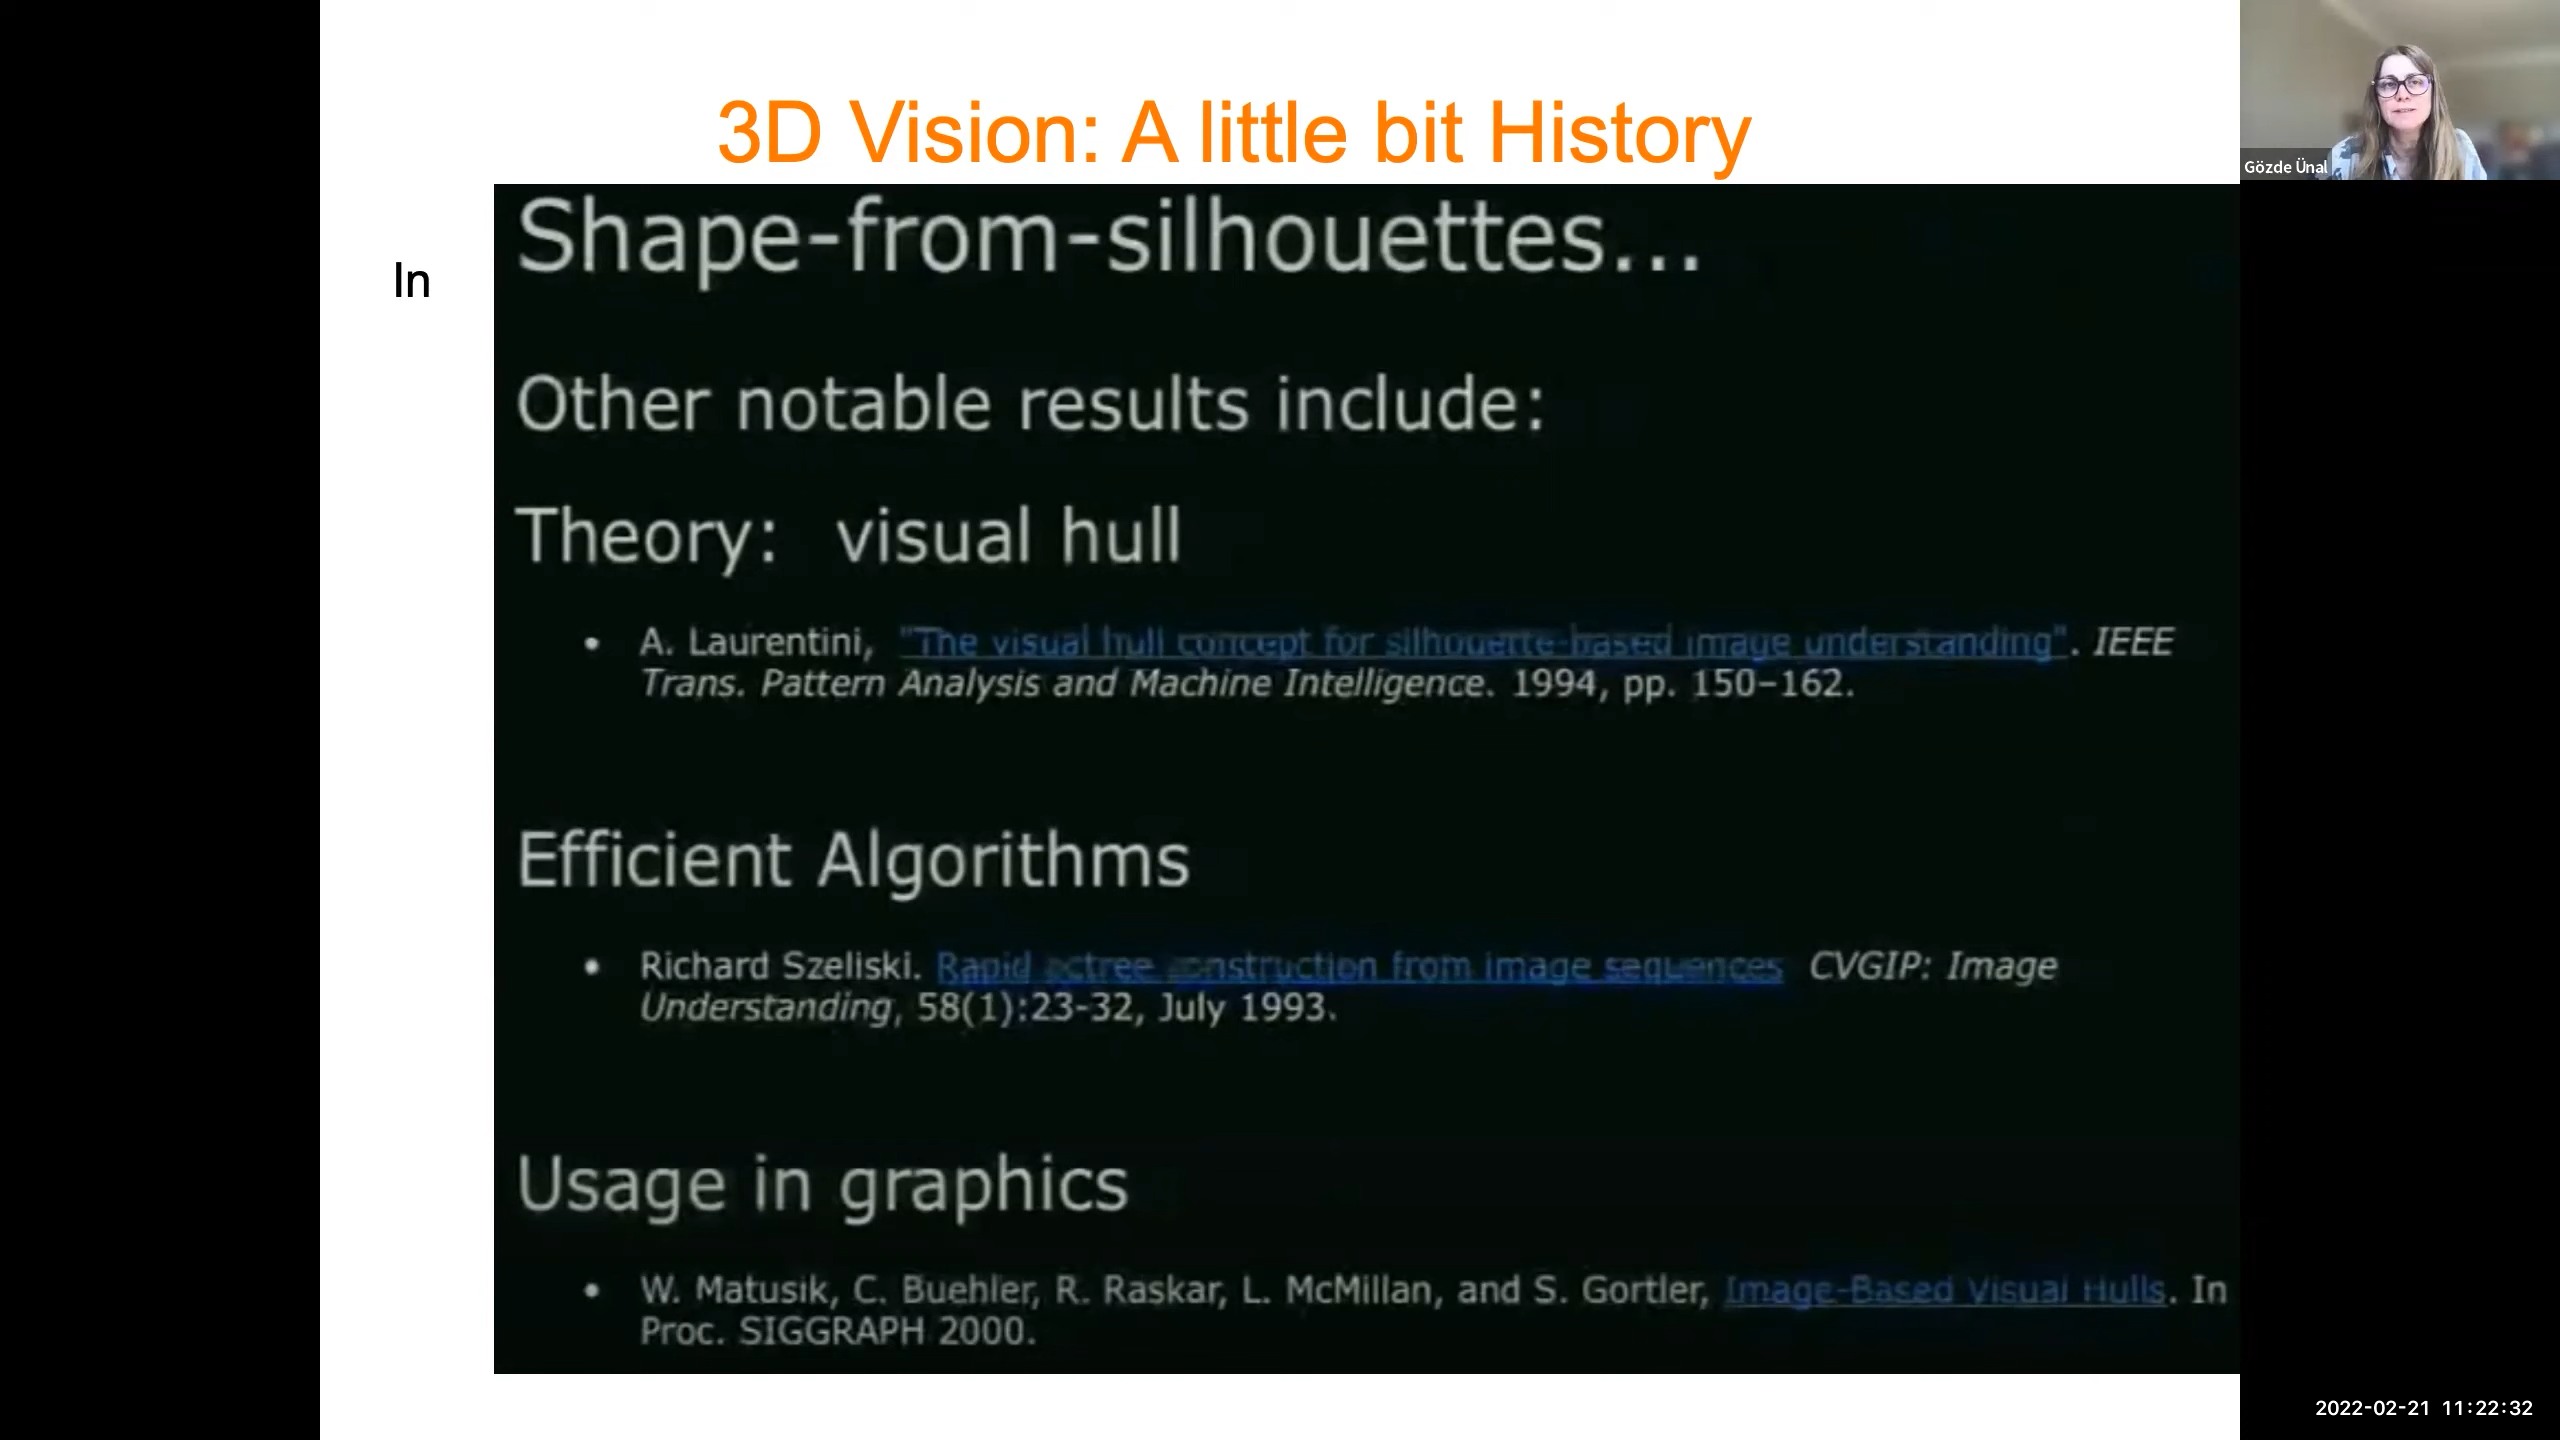 3D Vision: A little bit History
Gözde Ünal
In
Shape-from-silhouettes...
Other notable results include:
Theory: visual hull
• A. Laurentini, "The visual hull concept for silhouette-based image understanding". IEEE
Trans. Pattern Analysis and Machine Intelligence. 1994, pp. 150–162.
Efficient Algorithms
• Richard Szeliski. Rapid octree construction from image sequences CVGIP: Image
Understanding, 58(1):23-32, July 1993.
Usage in graphics
• W. Matusik, C. Buehler, R. Raskar, L. McMillan, and S. Gortler, Image-Based Visual Hulls. In
Proc. SIGGRAPH 2000.
2022-02-21 11:22:32